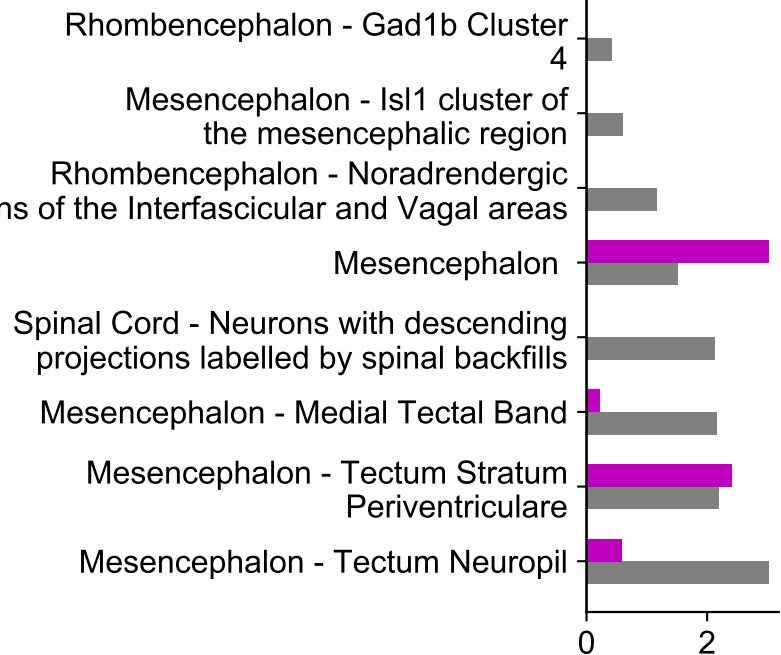 Rhombencephalon - Gad1b Cluster
4
Mesencephalon - Isl1 cluster of
the mesencephalic region
Rhombencephalon - Noradrendergic
of the Interfascicular and Vagal areas
Mesencephalon
Spinal Cord - Neurons with descending
projections labelled by spinal backfills
Mesencephalon - Medial Tectal Band
Mesencephalon - Tectum Stratum
Periventriculare
Mesencephalon - Tectum Neuropil
0 2